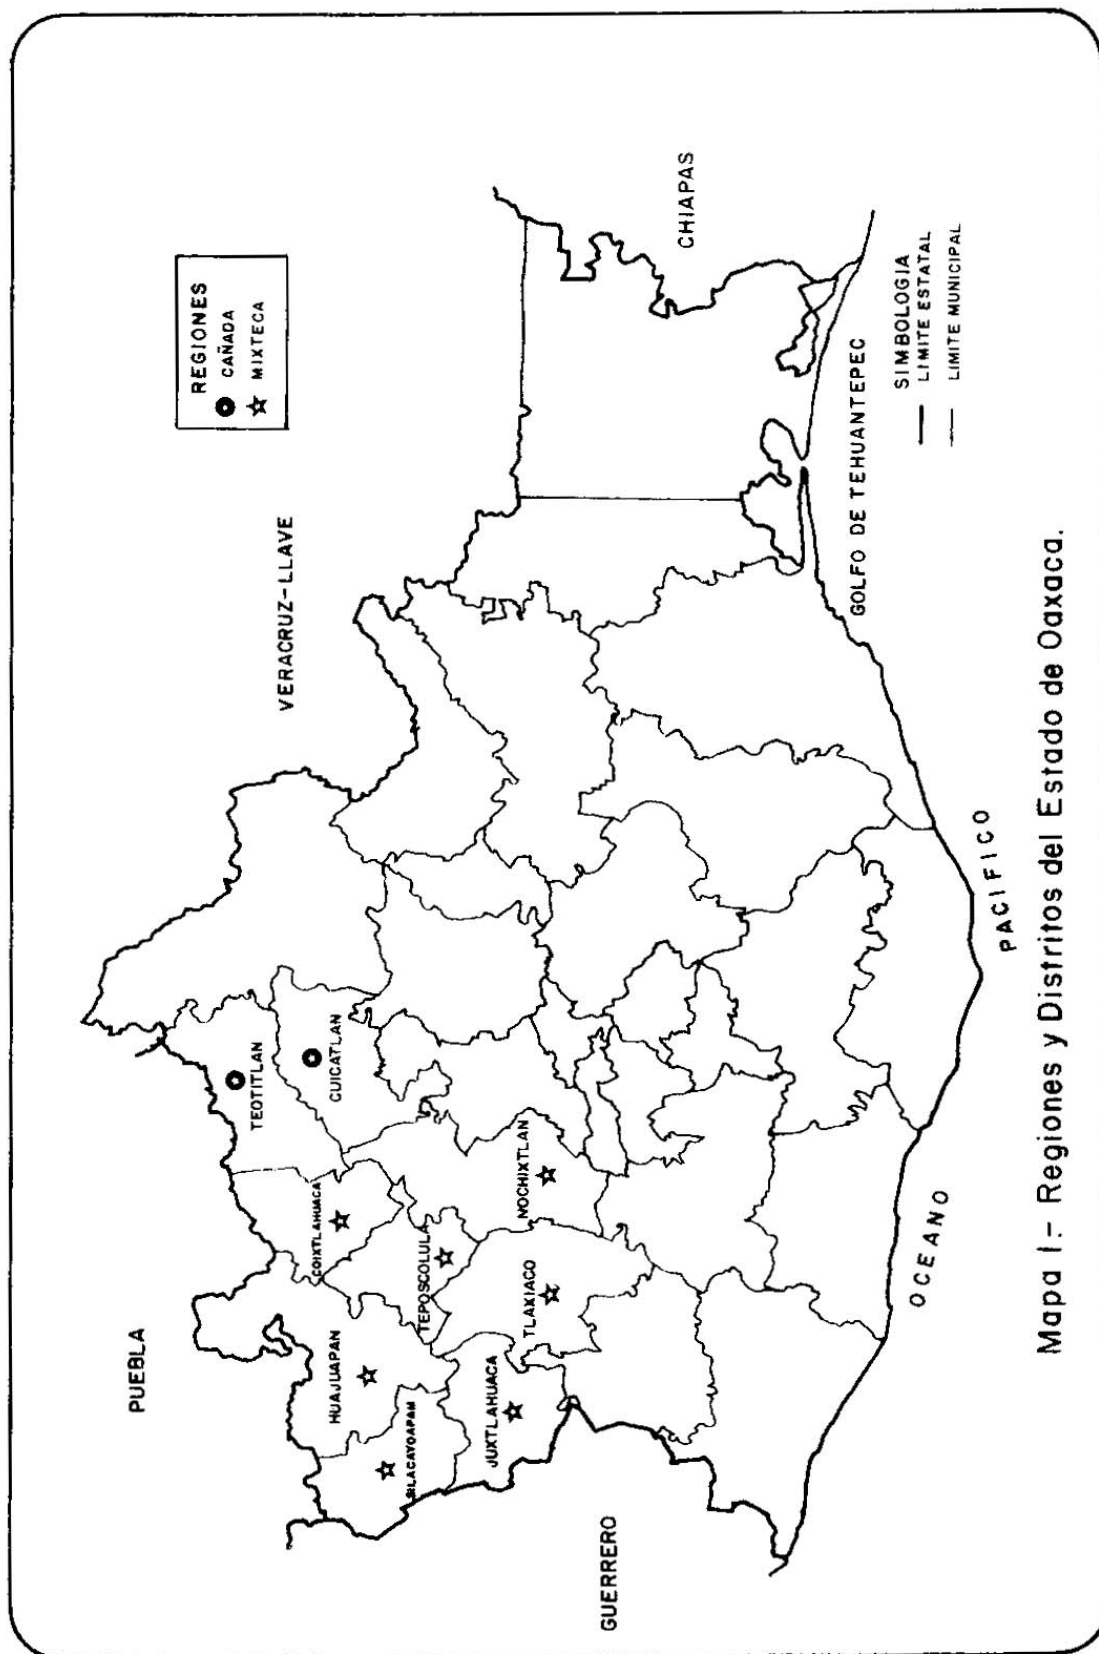 PUEBLA
VERACRUZ-LLAVE
REGIONES
CAÑADA
MIXTECA
TEOTITLAN
CUICATLAN
COIXTLAHUACA
HUAJUAPAN
TEPOSCOLULA
SILACAYOAPAM
NOCHIXTLAN
JUXTLAHUACA
TLAXIACO
GUERRERO
CHIAPAS
GOLFO DE TEHUANTEPEC
SIMBOLOGIA
LIMITE ESTATAL
LIMITE MUNICIPAL
OCEANO
PACIFICO
Mapa I.- Regiones y Distritos del Estado de Oaxaca.